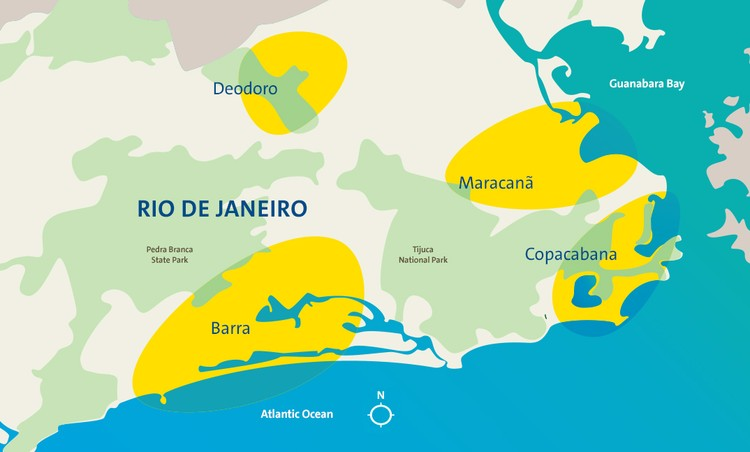 Guanabara Bay
Deodoro
Maracanã
RIO DE JANEIRO
Pedra Branca
State Park
Tijuca
National Park
Copacabana
Barra
N
Atlantic Ocean